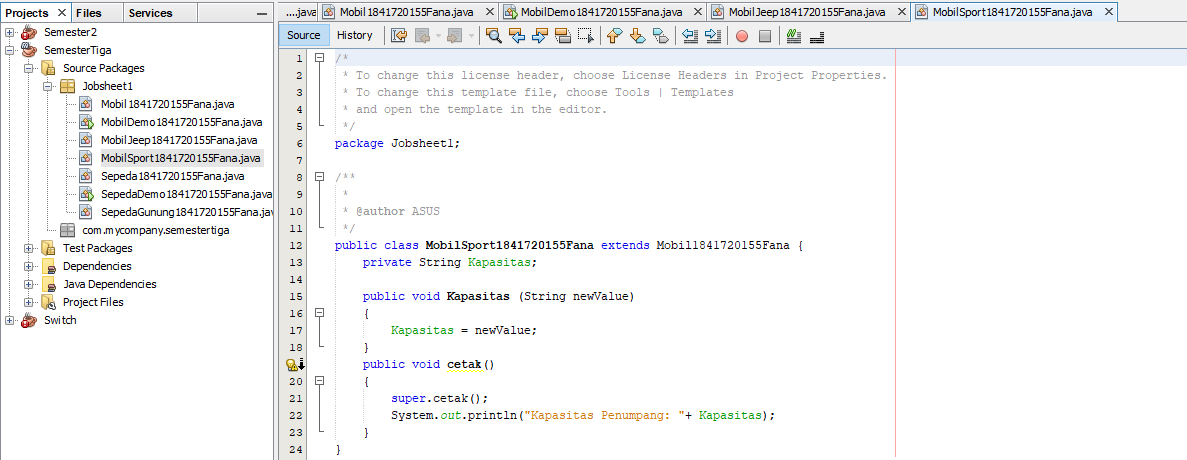 Projects × Files Services
Semester2
SemesterTiga
Source Packages
Jobsheet1
Mobil1841720155Fana.java
MobilDemo1841720155Fana.java
MobilJeep1841720155Fana.java
MobilSport1841720155Fana.java
Sepeda1841720155Fana.java
SepedaDemo1841720155Fana.java
SepedaGunung1841720155Fana.jav
com.mycompany.semestertiga
Test Packages
Dependencies
Java Dependencies
Project Files
Switch
...java Mobil1841720155Fana.java × MobilDemo1841720155Fana.java × MobilJeep1841720155Fana.java × MobilSport1841720155Fana.java ×
Source History
1 /*
2 * To change this license header, choose License Headers in Project Properties.
3 * To change this template file, choose Tools | Templates
4 * and open the template in the editor.
5 */
6 package Jobsheet1;
7
8 /**
9 *
10 * @author ASUS
11 */
12 public class MobilSport1841720155Fana extends Mobil1841720155Fana {
13 private String Kapasitas;
14
15 public void Kapasitas (String newValue)
16 {
17 Kapasitas = newValue;
18 }
public void cetak()
20 {
21 super.cetak();
22 System.out.println("Kapasitas Penumpang: "+ Kapasitas);
23 }
24 }